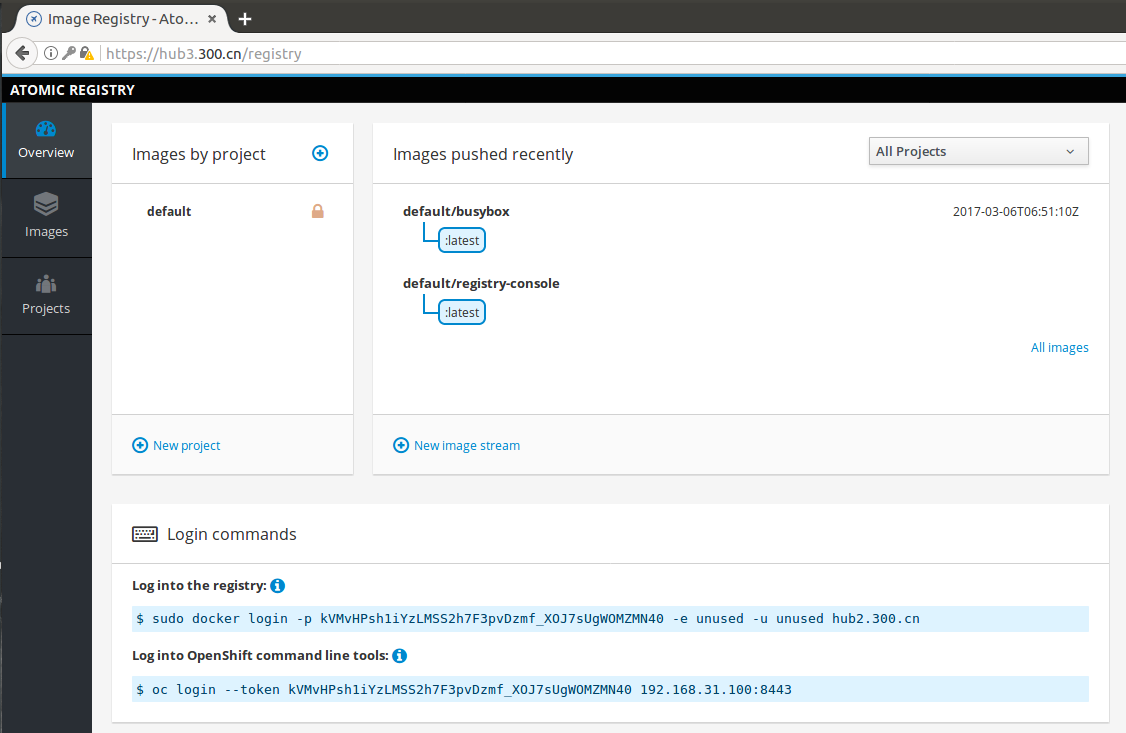 Image Registry - Ato...
https://hub3.300.cn/registry
ATOMIC REGISTRY
Overview
Images
Projects
Images by project
default
New project
Images pushed recently
All Projects
default/busybox
2017-03-06T06:51:10Z
:latest
default/registry-console
:latest
All images
New image stream
Login commands
Log into the registry:
$ sudo docker login -p kVMvHPsh1iYzLMSS2h7F3pvDzmf_XOJ7sUgWOMZMN40 -e unused -u unused hub2.300.cn
Log into OpenShift command line tools:
$ oc login --token kVMvHPsh1iYzLMSS2h7F3pvDzmf_XOJ7sUgWOMZMN40 192.168.31.100:8443